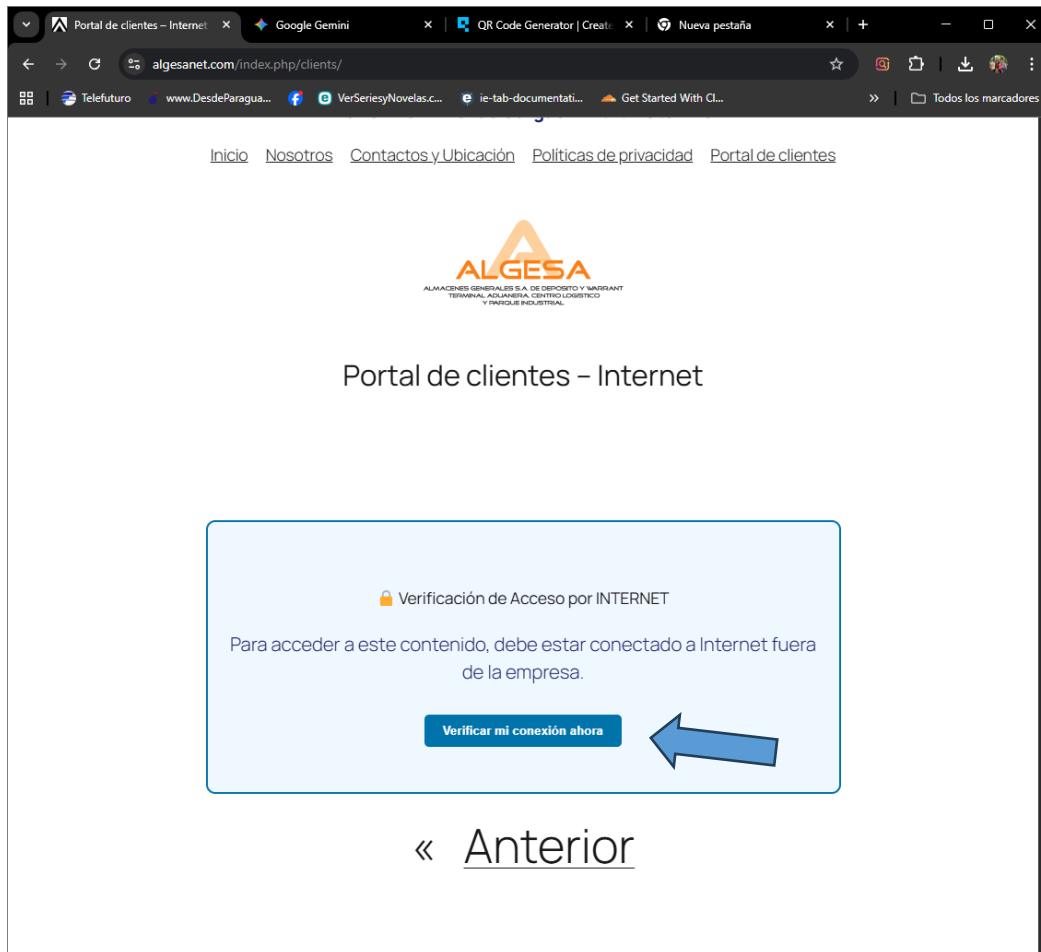 Portal de clientes – Internet
Google Gemini
QR Code Generator | Create
Nueva pestaña
algesanet.com/index.php/clients/
Telefuturo
www.DesdeParagua...
VerSeriesyNovelas.c...
ie-tab-documentati...
Get Started With Cl...
»
Todos los marcadores
Inicio Nosotros Contactos y Ubicación Políticas de privacidad Portal de clientes
ALGESA
ALMACENES GENERALES S.A. DE DEPOSITO Y WARRANT
TERMINAL ADUANERA, CENTRO LOGISTICO
Y PARQUE INDUSTRIAL
Portal de clientes – Internet
Verificación de Acceso por INTERNET
Para acceder a este contenido, debe estar conectado a Internet fuera
de la empresa.
Verificar mi conexión ahora
« Anterior